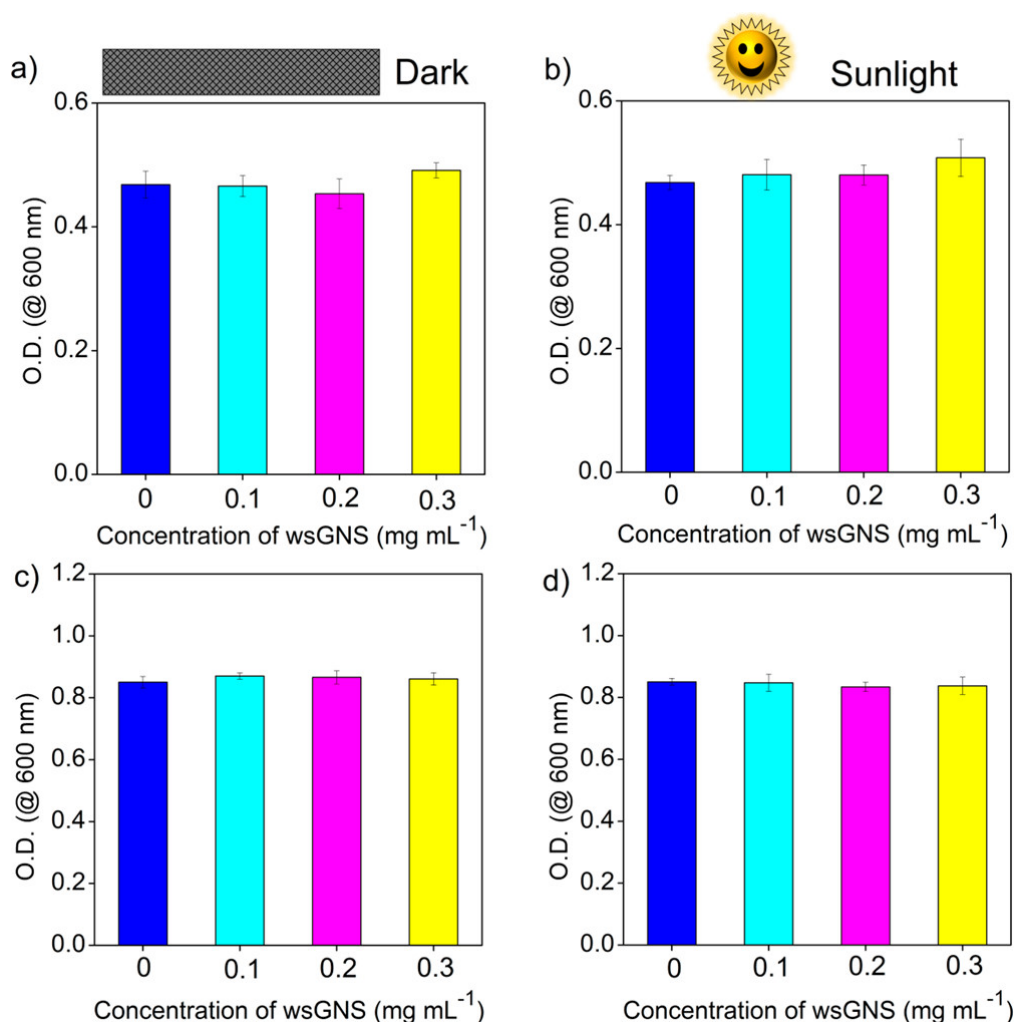 a)
Dark
0.6
0.4
0.2
0.0
O.D. (@ 600 nm)
0 0.1 0.2 0.3
Concentration of wsGNS (mg mL⁻¹)
b)
Sunlight
0.6
0.4
0.2
0.0
O.D. (@ 600 nm)
0 0.1 0.2 0.3
Concentration of wsGNS (mg mL⁻¹)
c)
1.2
1.0
0.8
0.6
0.4
0.2
0.0
O.D. (@ 600 nm)
0 0.1 0.2 0.3
Concentration of wsGNS (mg mL⁻¹)
d)
1.2
1.0
0.8
0.6
0.4
0.2
0.0
O.D. (@ 600 nm)
0 0.1 0.2 0.3
Concentration of wsGNS (mg mL⁻¹)